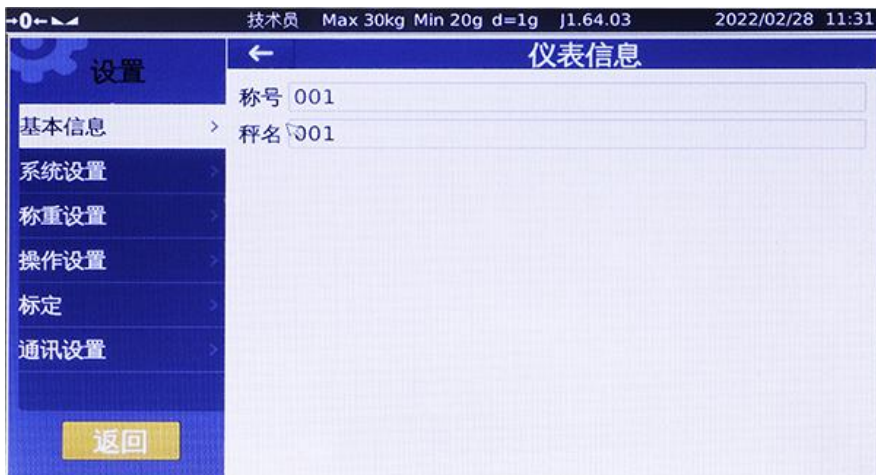 →0← 技术员 Max 30kg Min 20g d=1g J1.64.03 2022/02/28 11:31
设置
← 仪表信息
称号 001
秤名 001
基本信息 >
系统设置 >
称重设置 >
操作设置 >
标定 >
通讯设置 >
返回